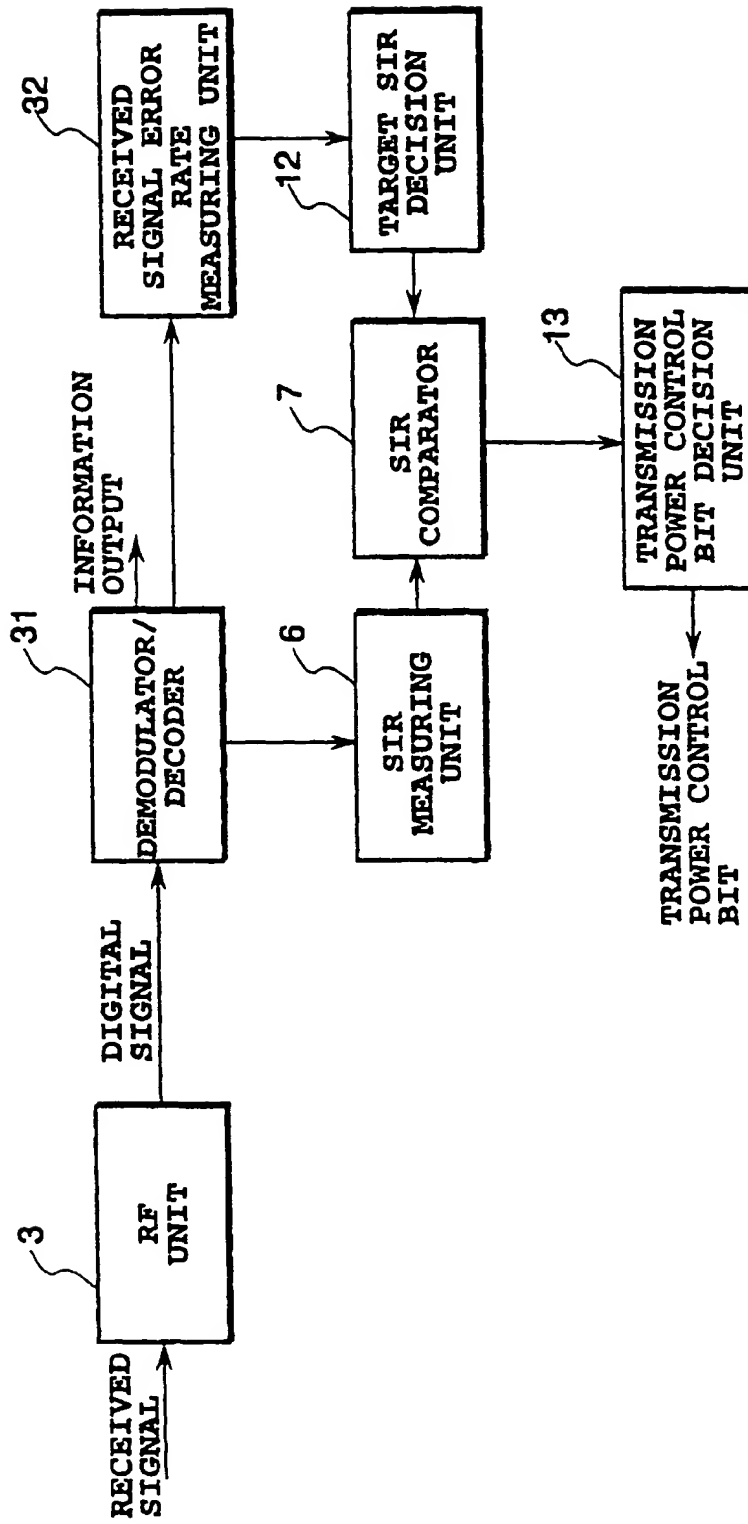 RECEIVED
SIGNAL
3
RF
UNIT
DIGITAL
SIGNAL
31
DEMODULATOR/
DECODER
INFORMATION
OUTPUT
32
RECEIVED
SIGNAL ERROR
RATE
MEASURING UNIT
6
SIR
MEASURING
UNIT
7
SIR
COMPARATOR
12
TARGET SIR
DECISION
UNIT
13
TRANSMISSION
POWER CONTROL
BIT DECISION
UNIT
TRANSMISSION
POWER CONTROL
BIT